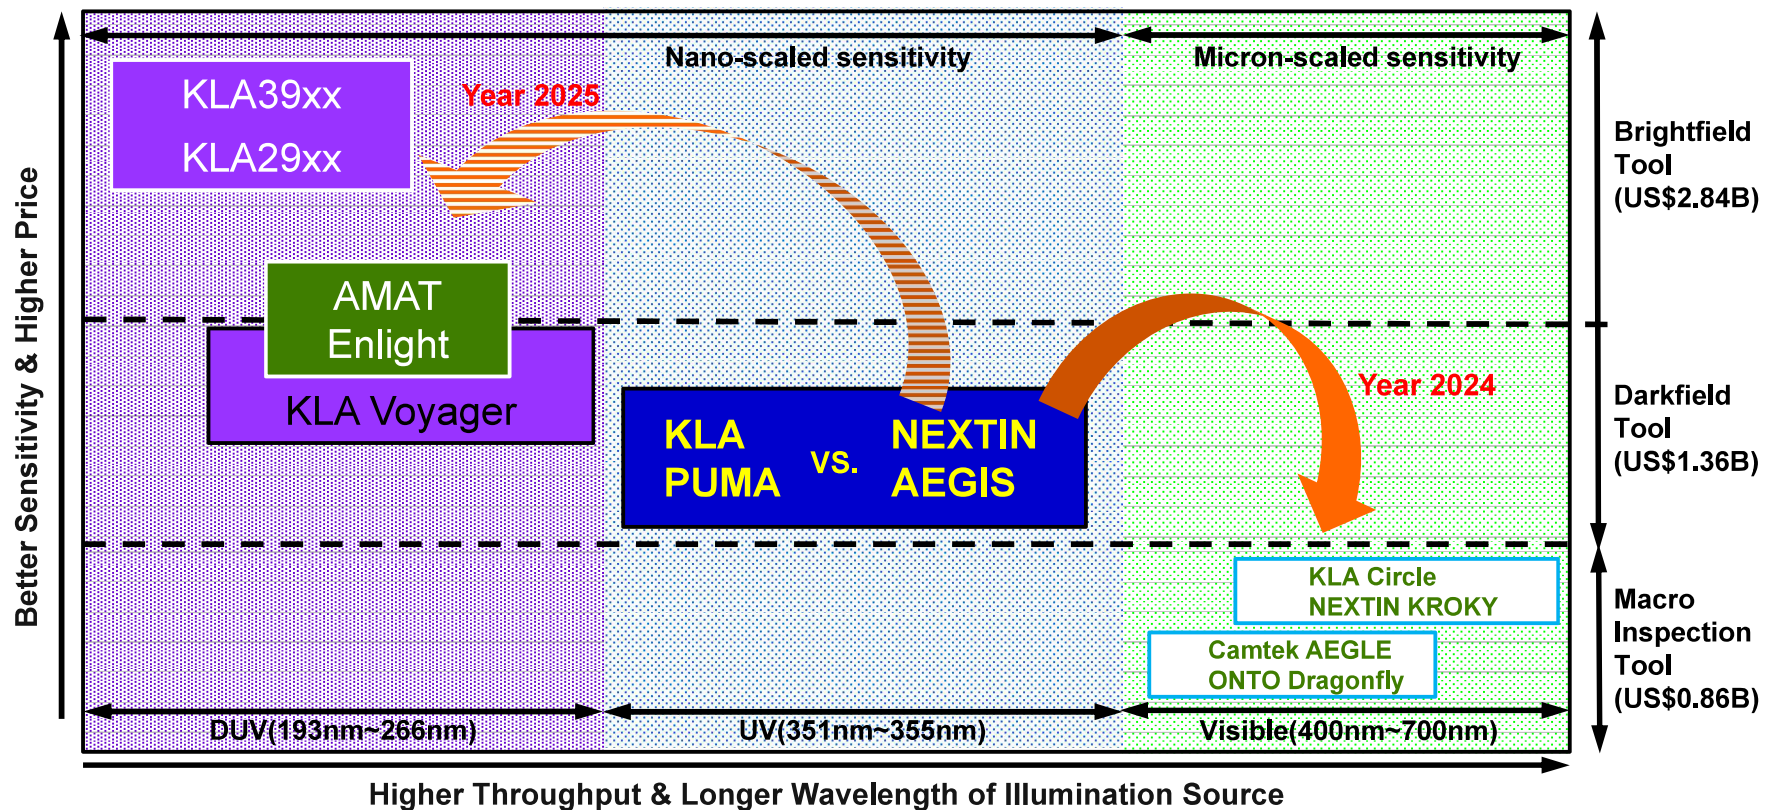 Nano-scaled sensitivity
Micron-scaled sensitivity
KLA39xx
KLA29xx
Year 2025
Brightfield
Tool
(US$2.84B)
Better Sensitivity & Higher Price
AMAT
Enlight
KLA Voyager
KLA
PUMA
VS.
NEXTIN
AEGIS
Year 2024
Darkfield
Tool
(US$1.36B)
KLA Circle
NEXTIN KROKY
Camtek AEGLE
ONTO Dragonfly
Macro
Inspection
Tool
(US$0.86B)
DUV(193nm~266nm)
UV(351nm~355nm)
Visible(400nm~700nm)
Higher Throughput & Longer Wavelength of Illumination Source